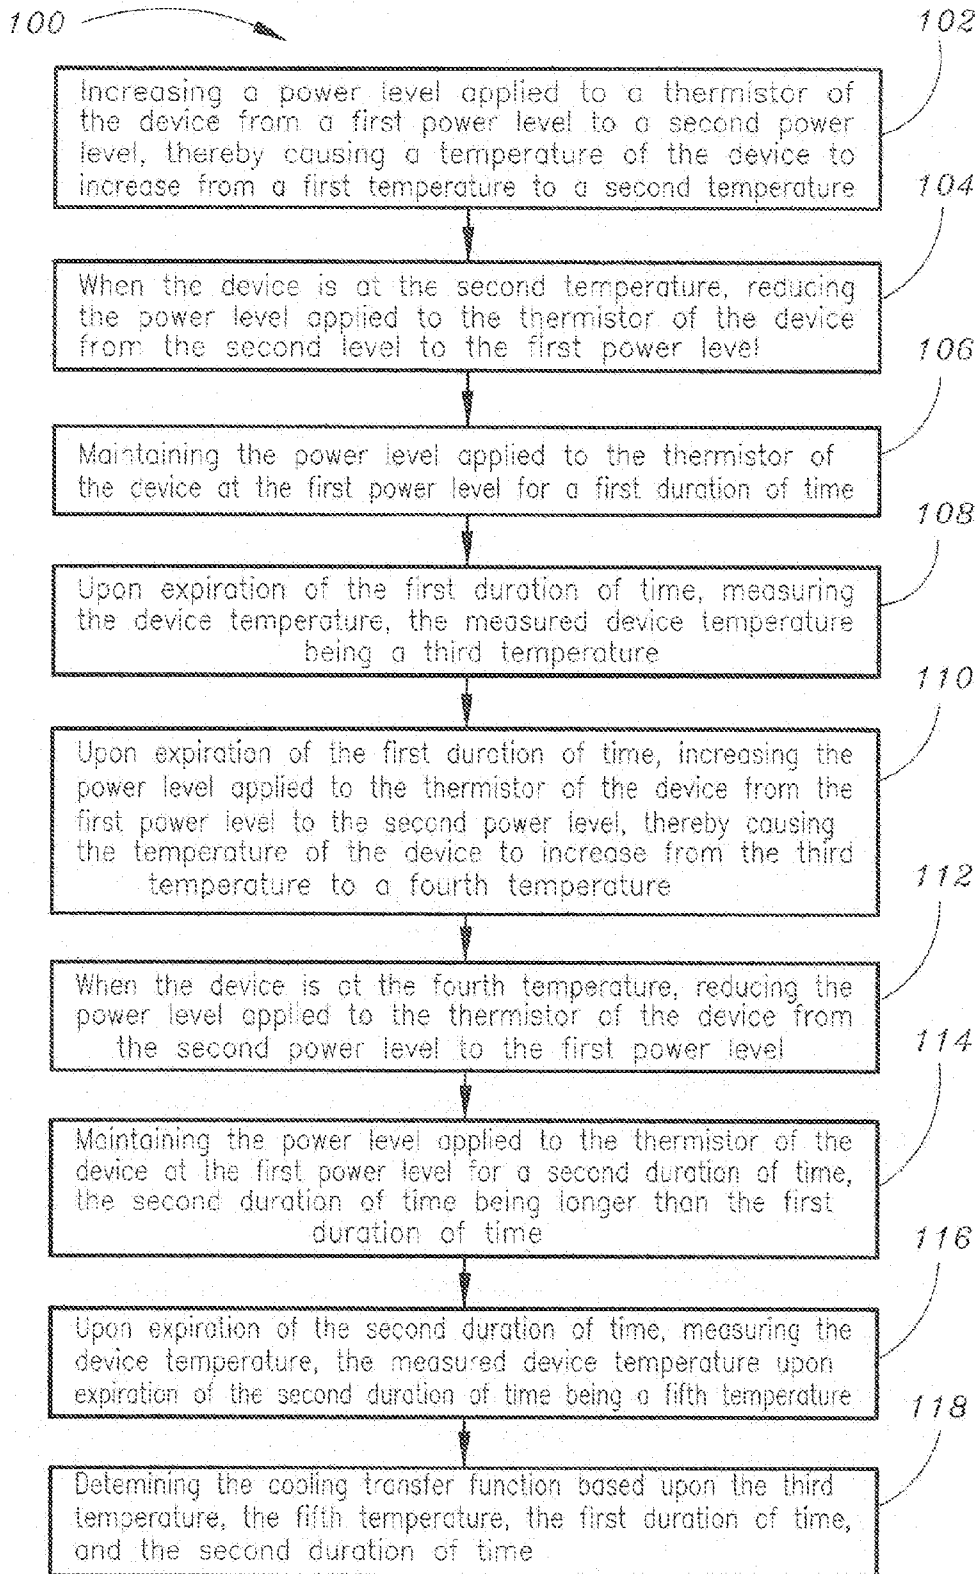 100
102
Increasing a power level applied to a thermistor of
the device from a first power level to a second power
level, thereby causing a temperature of the device to
increase from a first temperature to a second temperature
104
When the device is at the second temperature, reducing
the power level applied to the thermistor of the device
from the second level to the first power level
106
Maintaining the power level applied to the thermistor of
the device at the first power level for a first duration of time
108
Upon expiration of the first duration of time, measuring
the device temperature, the measured device temperature
being a third temperature
110
Upon expiration of the first duration of time, increasing the
power level applied to the thermistor of the device from the
first power level to the second power level, thereby causing
the temperature of the device to increase from the third
temperature to a fourth temperature
112
When the device is at the fourth temperature, reducing the
power level applied to the thermistor of the device from
the second power level to the first power level
114
Maintaining the power level applied to the thermistor of the
device at the first power level for a second duration of time,
the second duration of time being longer than the first
duration of time
116
Upon expiration of the second duration of time, measuring the
device temperature, the measured device temperature upon
expiration of the second duration of time being a fifth temperature
118
Detemining the cooling transfer function based upon the third
temperature, the fifth temperature, the first duration of time,
and the second duration of time